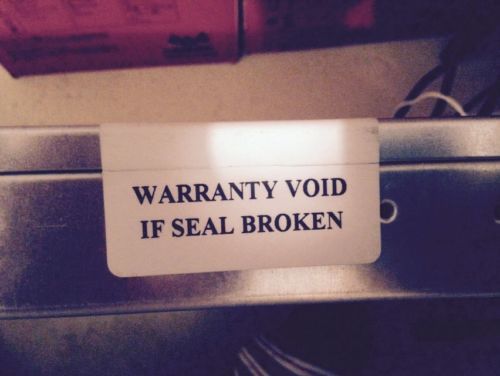 WARRANTY VOID
IF SEAL BROKEN